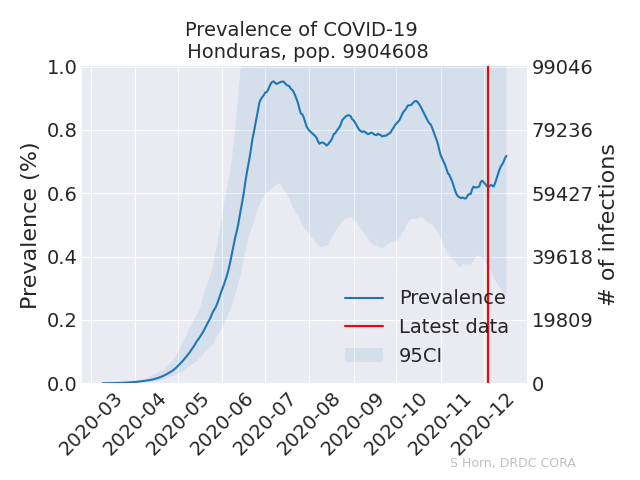 Prevalence of COVID-19
Honduras, pop. 9904608
Prevalence (%)
1.0
0.8
0.6
0.4
0.2
0.0
99046
79236
59427
39618
19809
0
# of infections
Prevalence
Latest data
95CI
2020-03
2020-04
2020-05
2020-06
2020-07
2020-08
2020-09
2020-10
2020-11
2020-12
S Horn, DRDC CORA